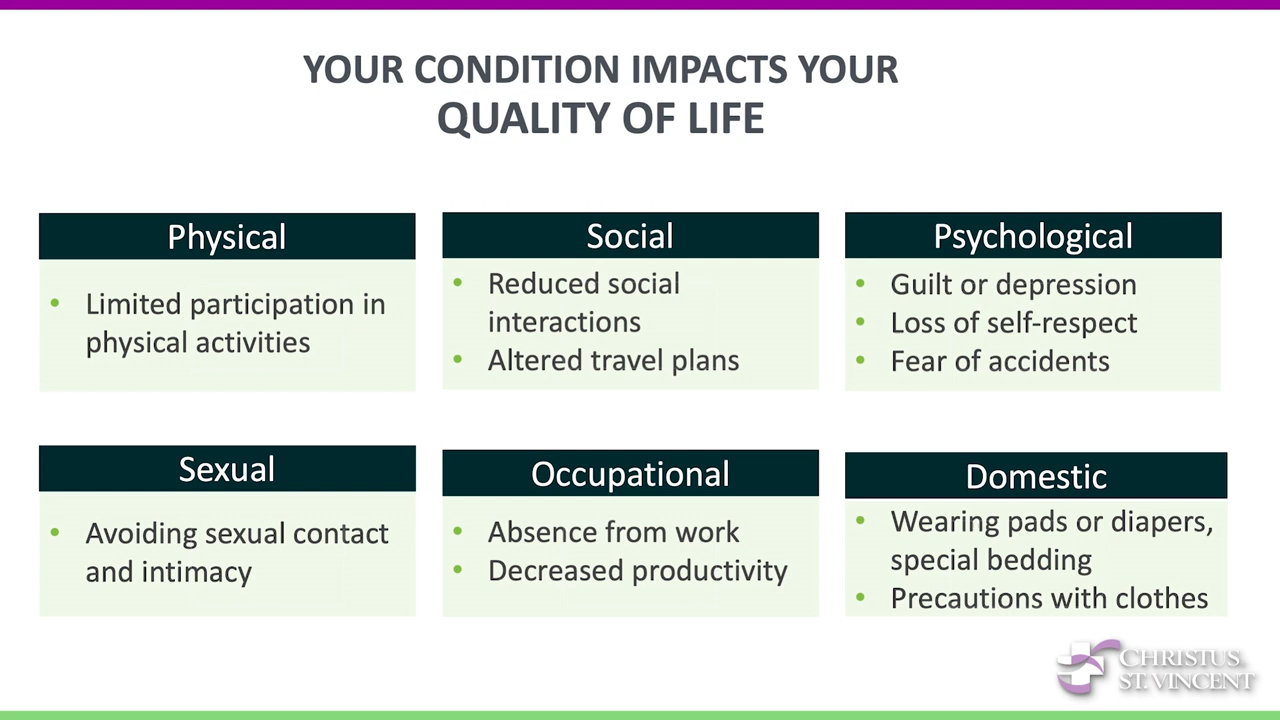 YOUR CONDITION IMPACTS YOUR
QUALITY OF LIFE
Physical
• Limited participation in
physical activities
Social
• Reduced social
interactions
• Altered travel plans
Psychological
• Guilt or depression
• Loss of self-respect
• Fear of accidents
Sexual
• Avoiding sexual contact
and intimacy
Occupational
• Absence from work
• Decreased productivity
Domestic
• Wearing pads or diapers,
special bedding
• Precautions with clothes
CHRISTUS
ST. VINCENT